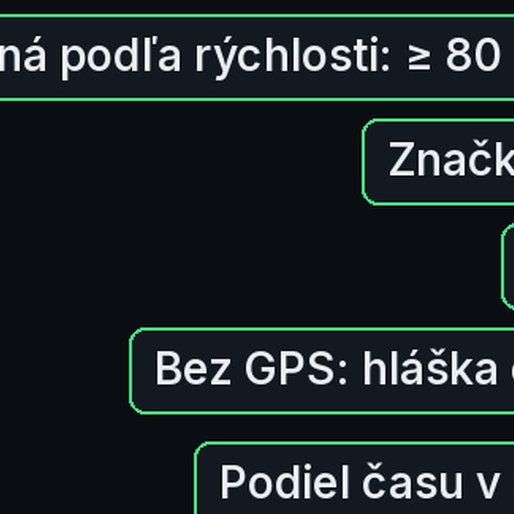 ná podľa rýchlosti: ≥ 80
Značk
Bez GPS: hláška
Podiel času v